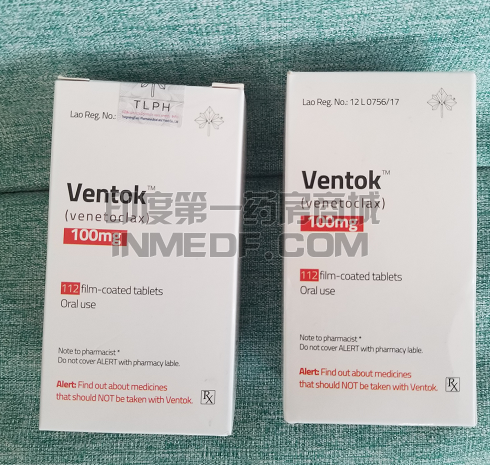 TLPH
Lao Reg. No.:
Ventok™
(venetoclax)
100mg
112 film-coated tablets
Oral use
Note to pharmacist *
Do not cover ALERT with pharmacy lable.
Alert: Find out about medicines
that should NOT be taken with Ventok.
Rx
Lao Reg. No.: 12 L 0756/17
Ventok™
(venetoclax)
100mg
112 film-coated tablets
Oral use
Note to pharmacist *
Do not cover ALERT with pharmacy lable.
Alert: Find out about medicines
that should NOT be taken with Ventok.
Rx
印度第一药房商城
INMEDF.COM